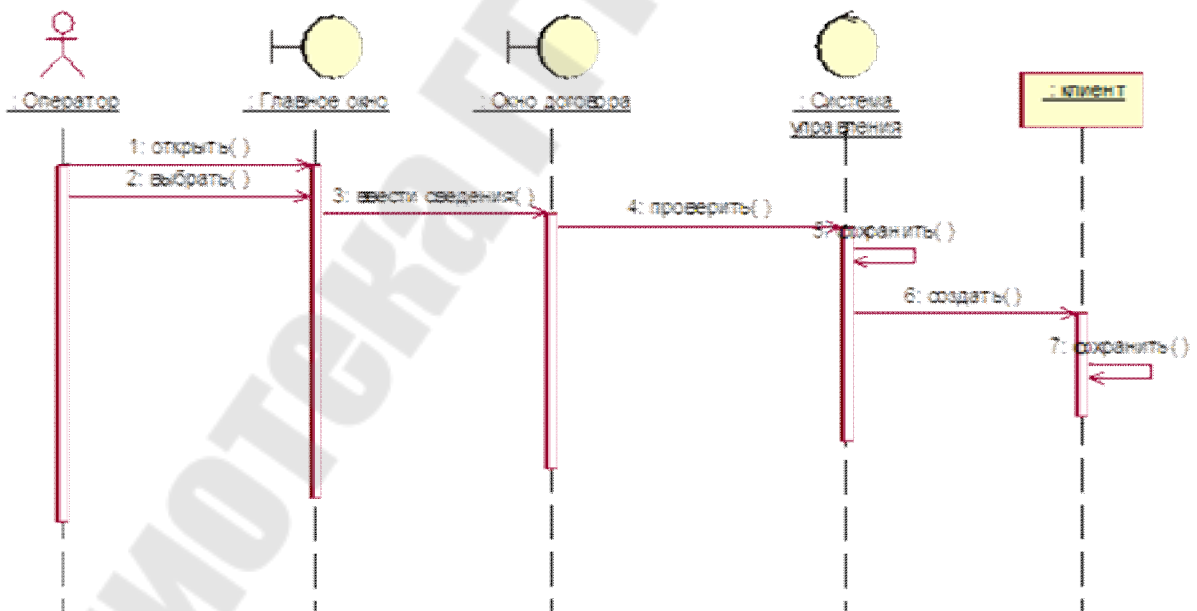 : Оператор
: Главное окно
: Окно договора
: Система
управления
: клиент
1: открыть( )
2: выбрать( )
3: ввести сведения( )
4: проверить( )
5: сохранить( )
6: создать( )
7: сохранить( )